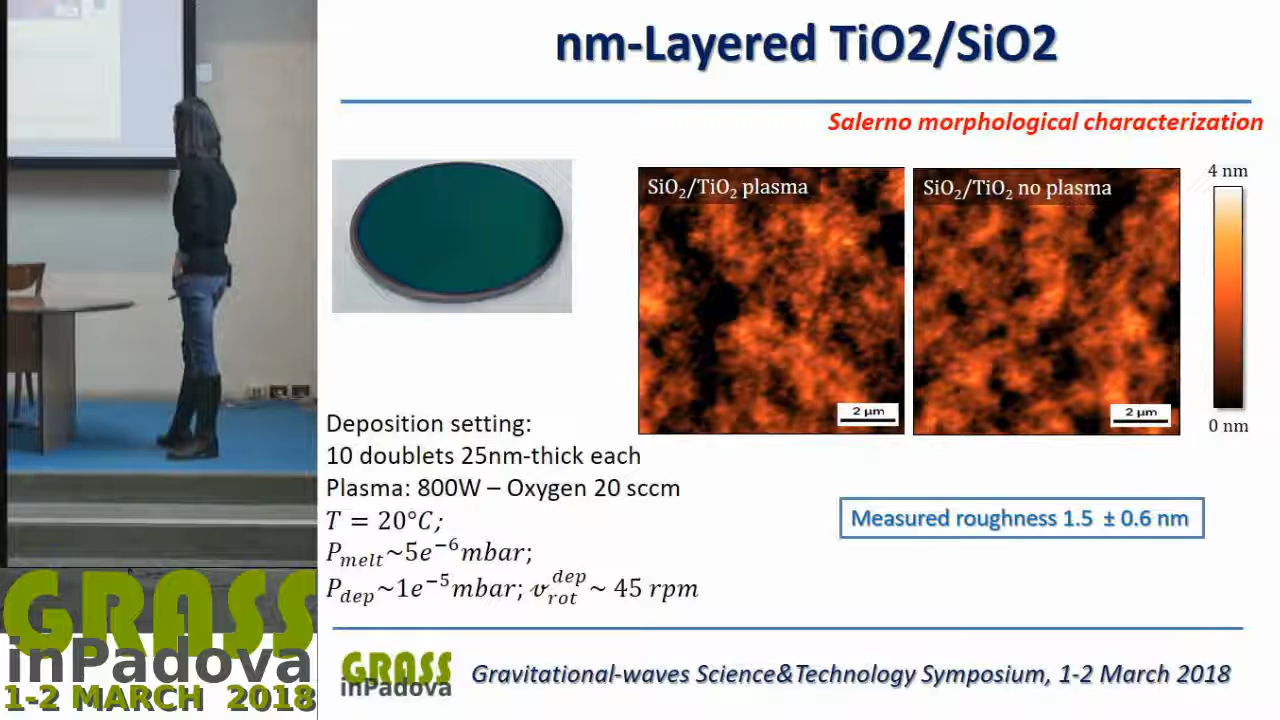 nm-Layered TiO2/SiO2
Salerno morphological characterization
SiO₂/TiO₂ plasma
SiO₂/TiO₂ no plasma
4 nm
2 µm
2 µm
0 nm
Deposition setting:
10 doublets 25nm-thick each
Plasma: 800W – Oxygen 20 sccm
T = 20°C;
P_melt~5e⁻⁶mbar;
P_dep~1e⁻⁵mbar; v_rot^dep ~ 45 rpm
Measured roughness 1.5 ± 0.6 nm
GRASS
inPadova
Gravitational-waves Science&Technology Symposium, 1-2 March 2018
GRASS
inPadova
1-2 MARCH 2018